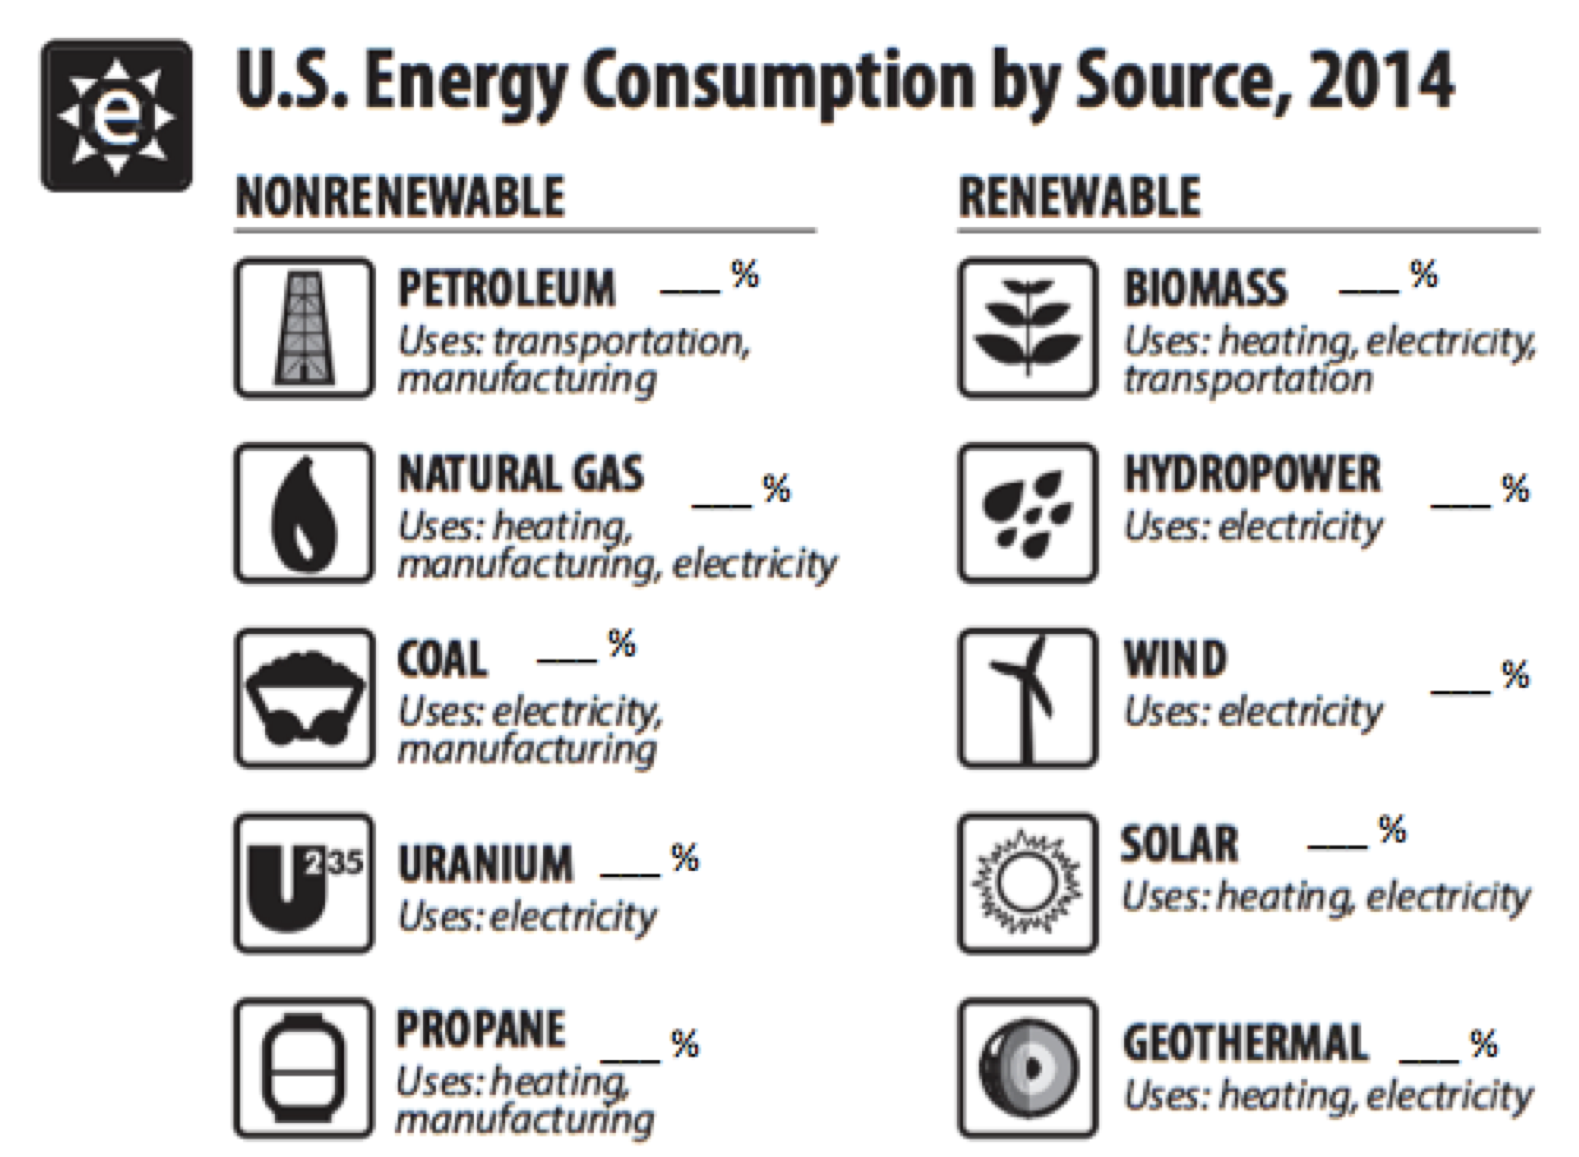 e
U.S. Energy Consumption by Source, 2014
NONRENEWABLE
PETROLEUM ___ %
Uses: transportation,
manufacturing
NATURAL GAS ___ %
Uses: heating,
manufacturing, electricity
COAL ___ %
Uses: electricity,
manufacturing
U 235
URANIUM ___ %
Uses: electricity
PROPANE ___ %
Uses: heating,
manufacturing
RENEWABLE
BIOMASS ___ %
Uses: heating, electricity,
transportation
HYDROPOWER ___ %
Uses: electricity
WIND ___ %
Uses: electricity
SOLAR ___ %
Uses: heating, electricity
GEOTHERMAL ___ %
Uses: heating, electricity